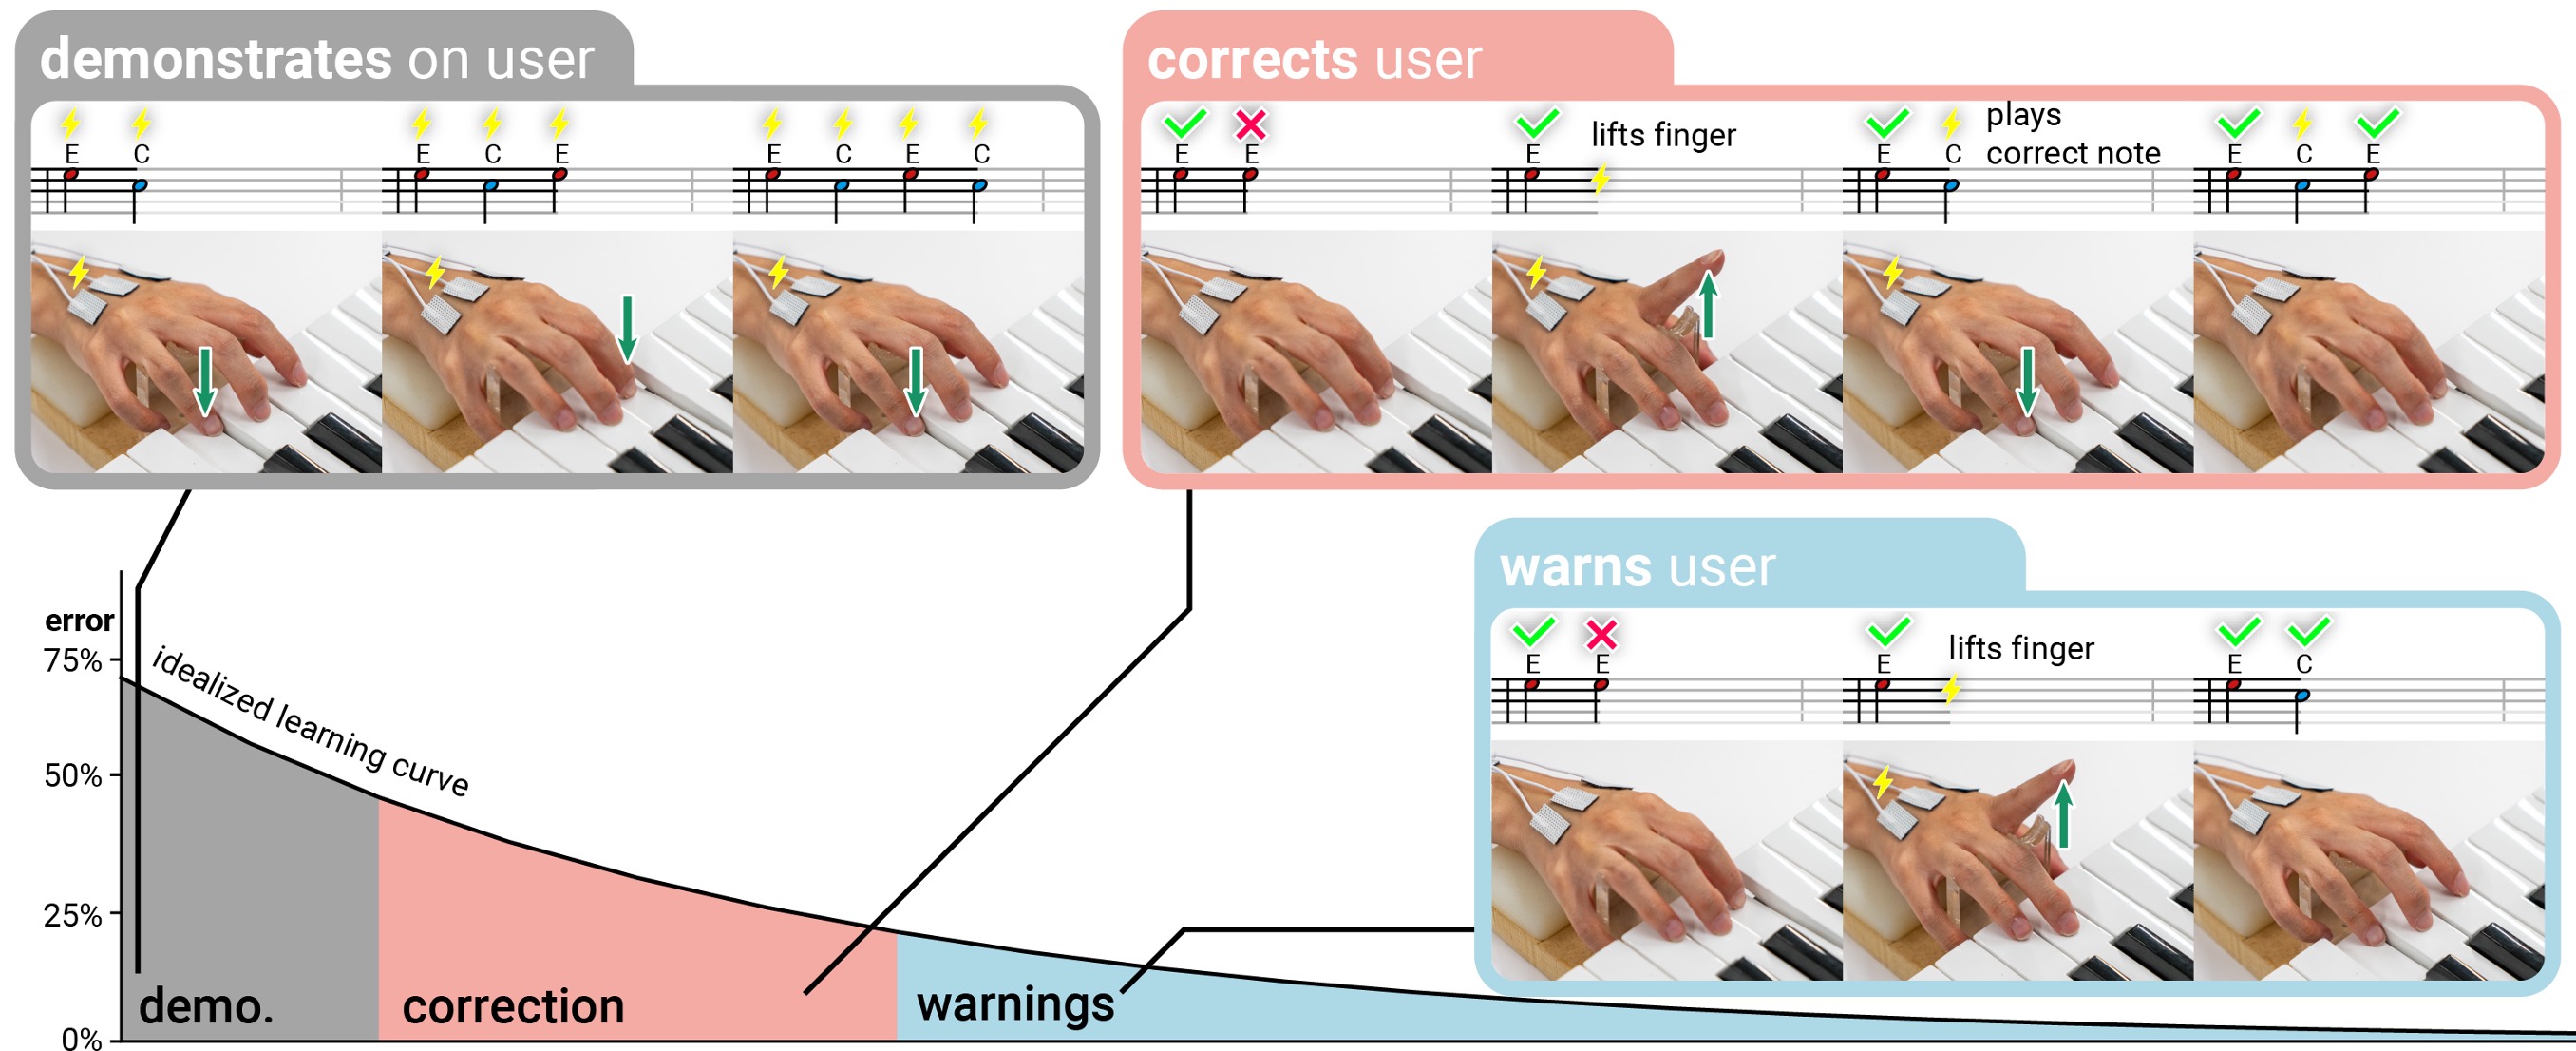 demonstrates on user
E C
E C E
E C E C
corrects user
E E
E lifts finger
E C plays
correct note
E C E
warns user
E E
E lifts finger
E C
error
75%
50%
25%
0%
idealized learning curve
demo.
correction
warnings